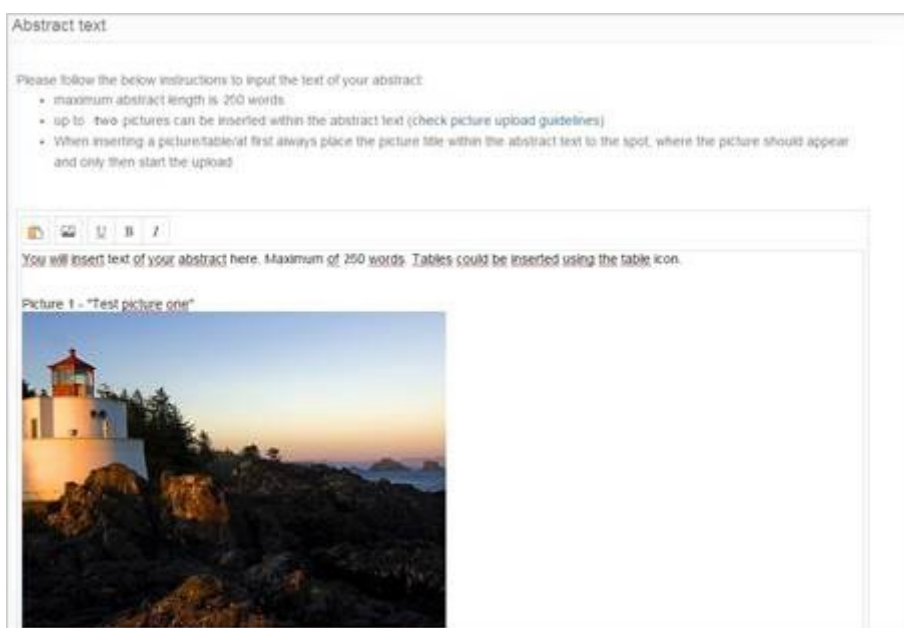 Abstract text
Please follow the below instructions to input the text of your abstract:
maximum abstract length is 250 words
up to two pictures can be inserted within the abstract text (check picture upload guidelines)
When inserting a picture/table/at first always place the picture title within the abstract text to the spot, where the picture should appear
and only then start the upload
U B I
You will insert text of your abstract here. Maximum of 250 words. Tables could be inserted using the table icon.
Picture 1 - "Test picture one"